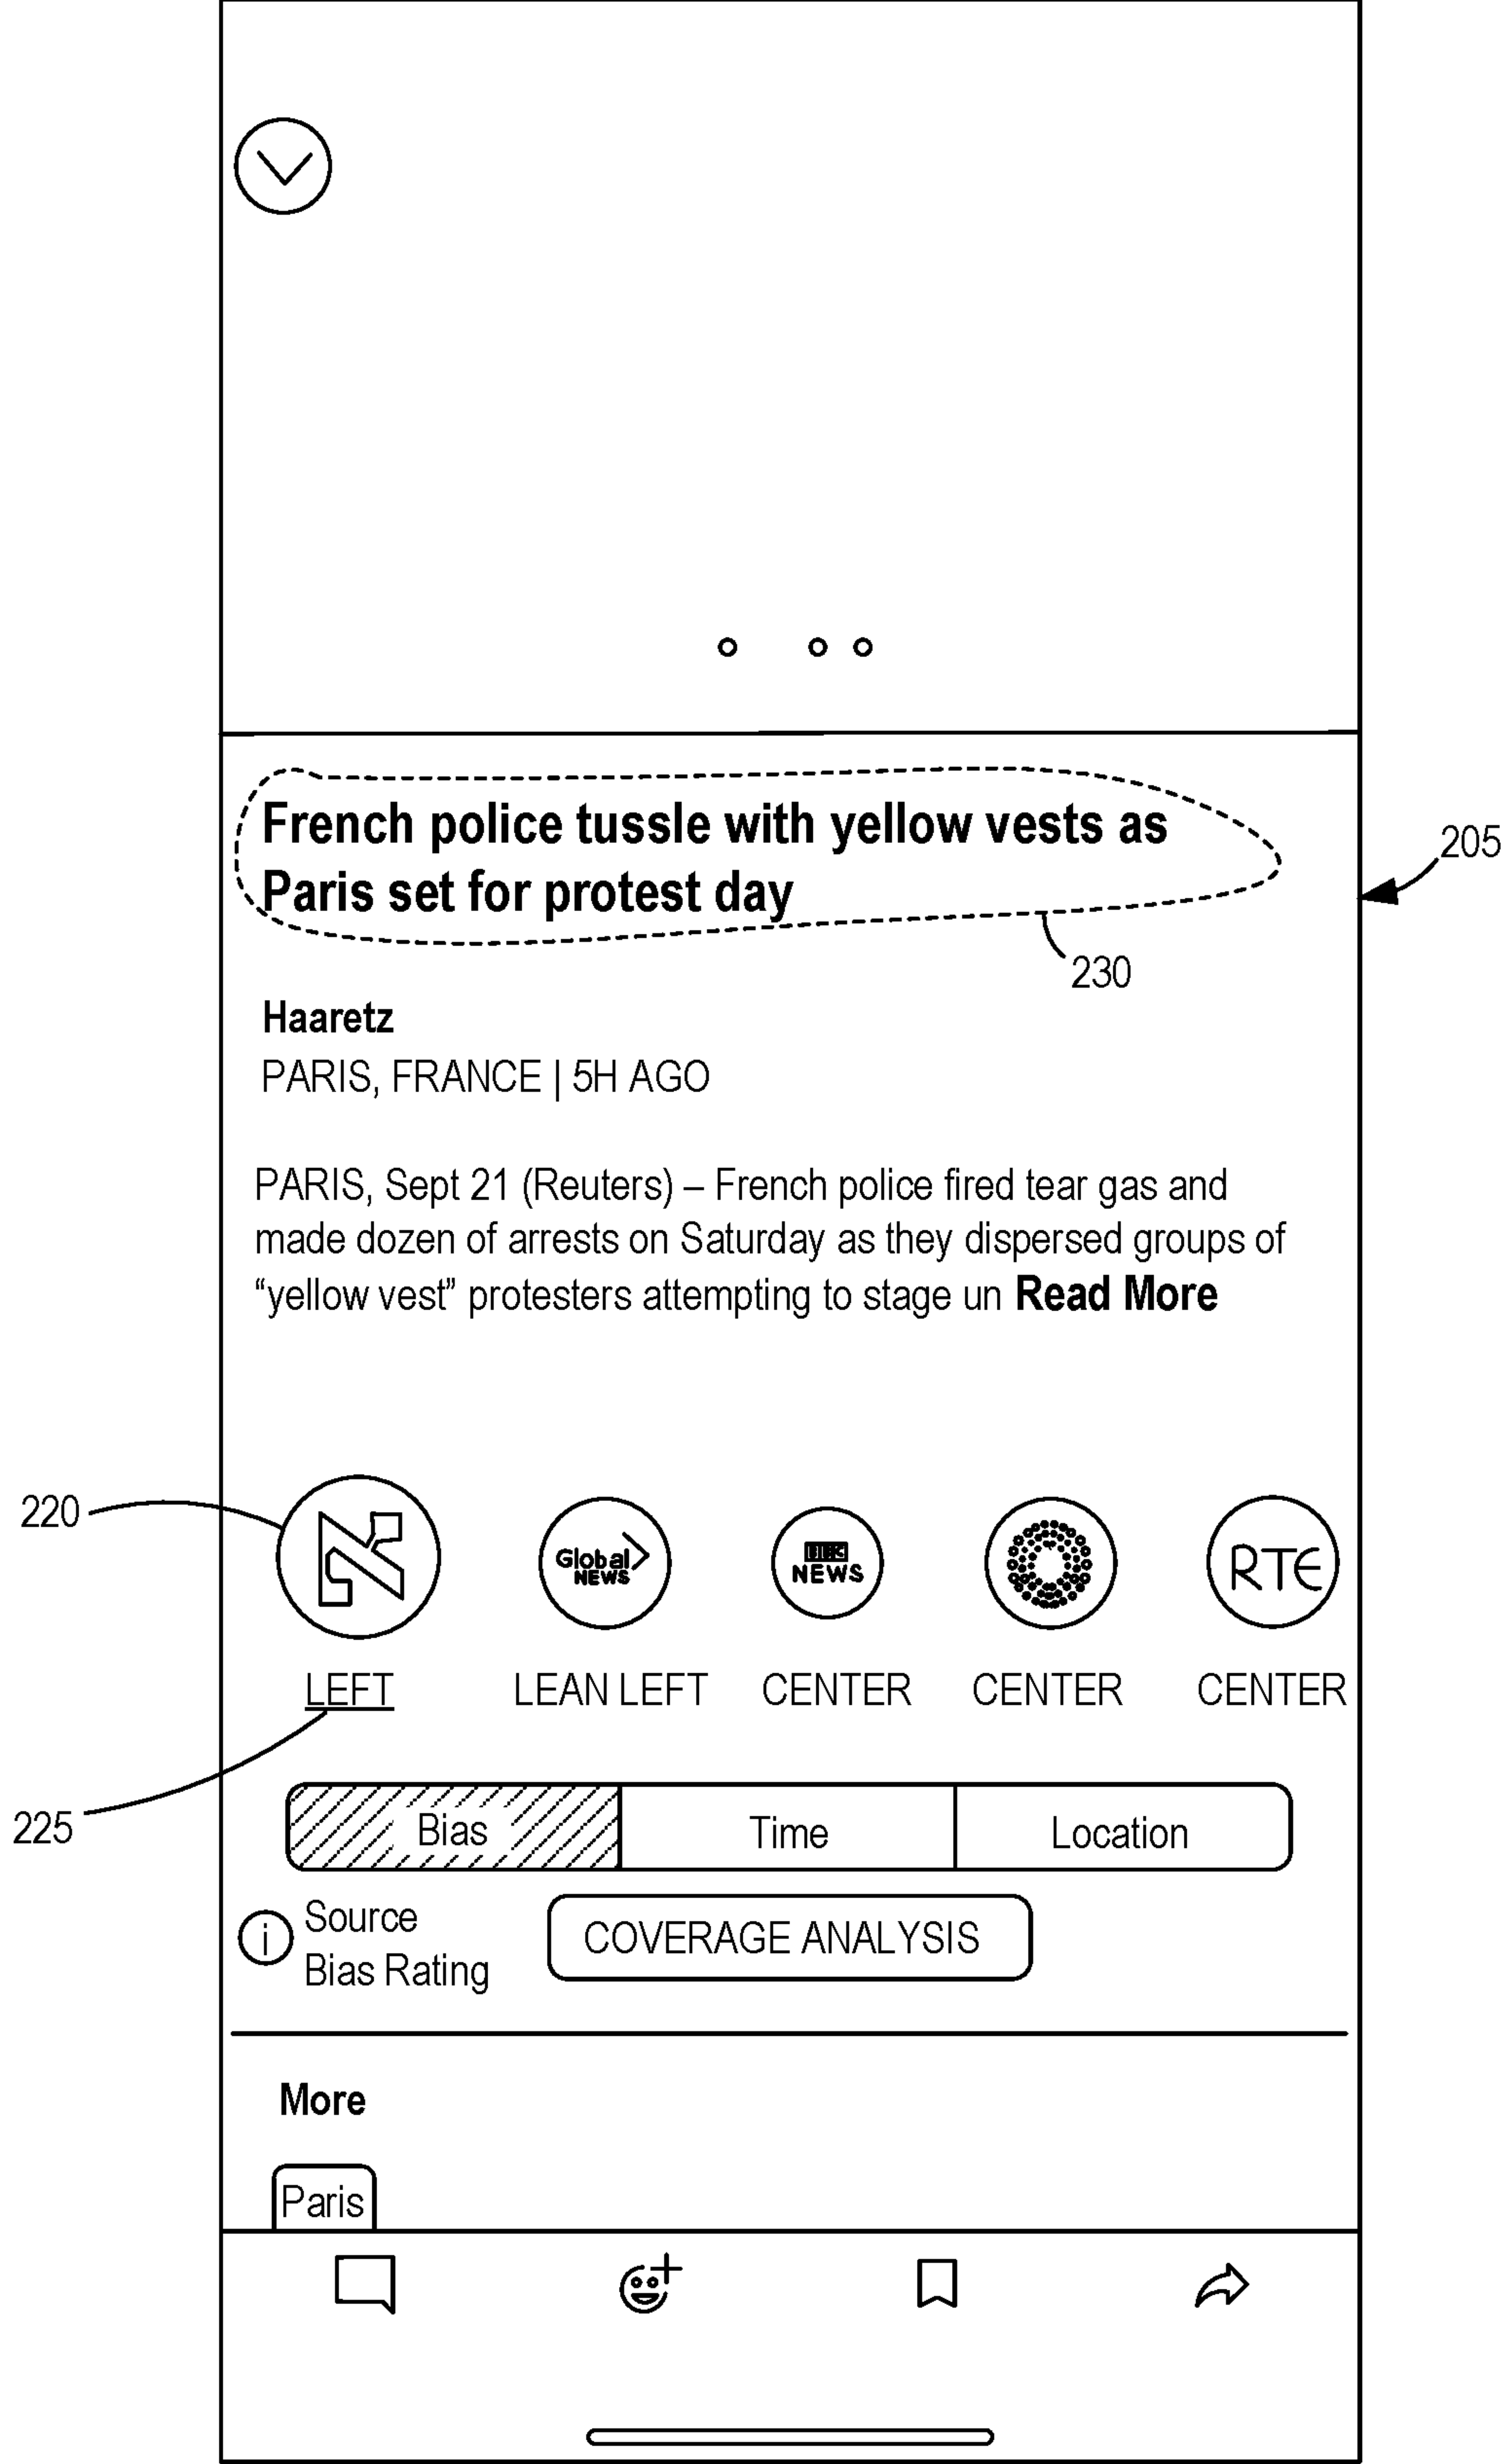 French police tussle with yellow vests as
Paris set for protest day
205
230
Haaretz
PARIS, FRANCE | 5H AGO
PARIS, Sept 21 (Reuters) – French police fired tear gas and
made dozen of arrests on Saturday as they dispersed groups of
“yellow vest” protesters attempting to stage un Read More
220
א
Global NEWS
BBC NEWS
RTE
LEFT
LEAN LEFT
CENTER
CENTER
CENTER
225
Bias
Time
Location
i
Source
Bias Rating
COVERAGE ANALYSIS
More
Paris